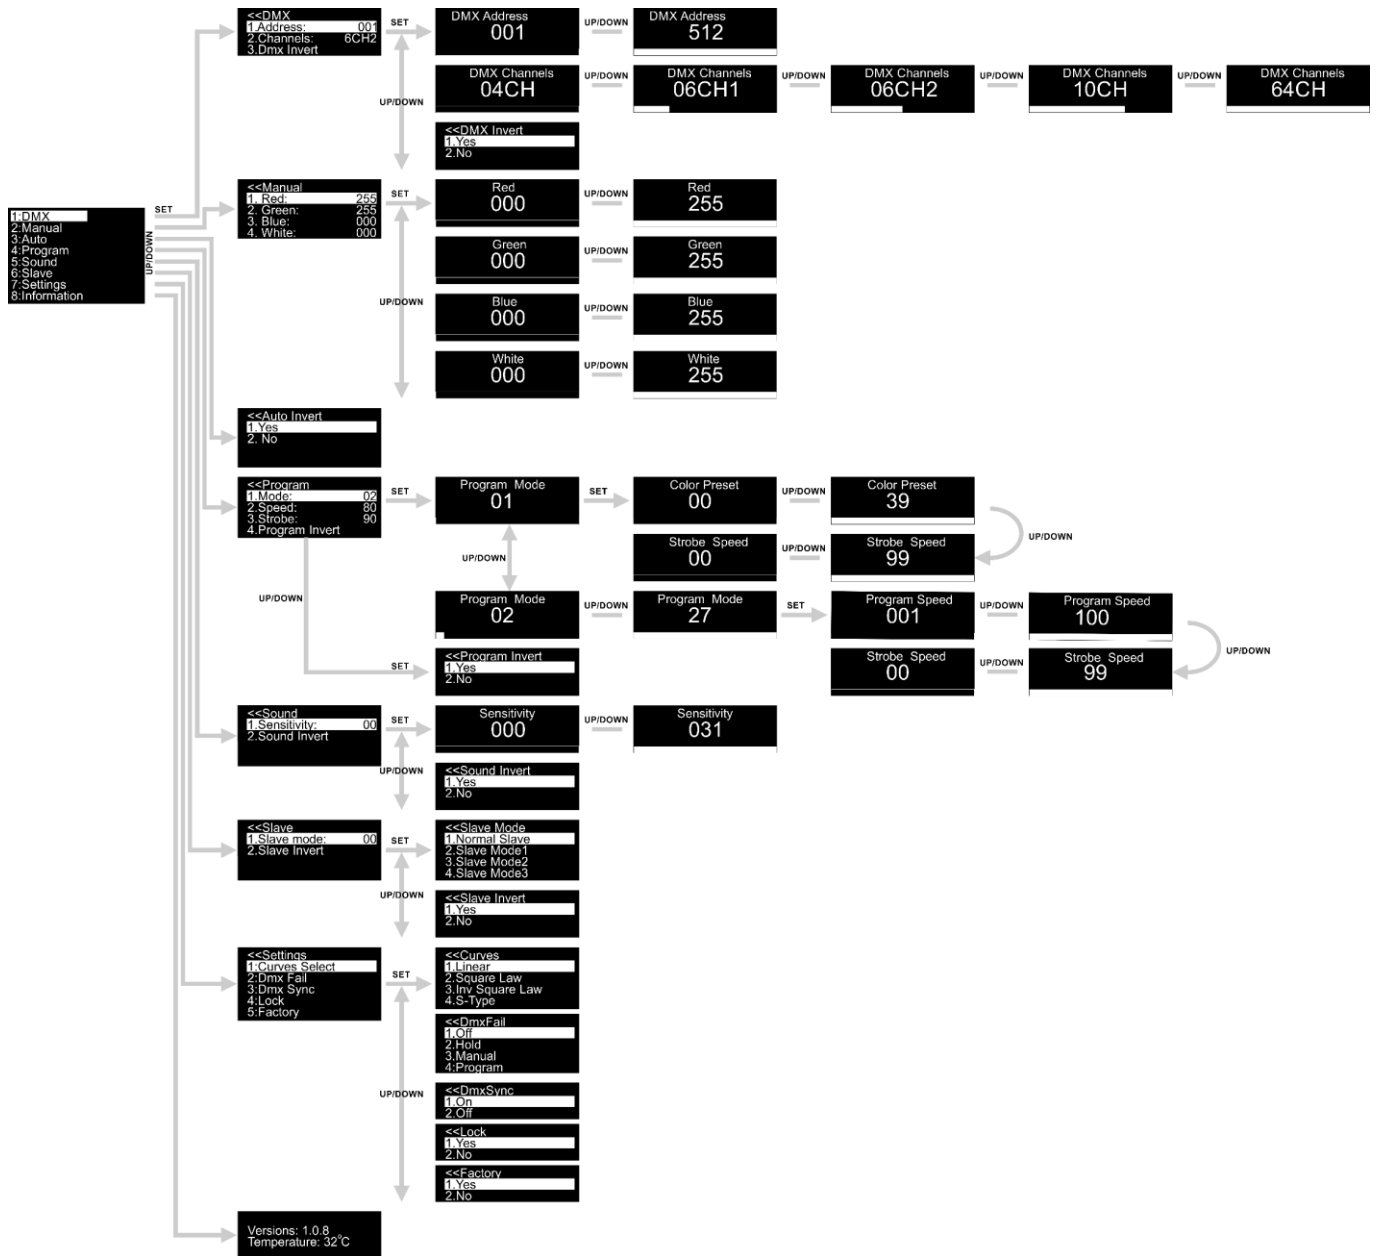 <<DMX
1.Address: 001
2.Channels: 6CH2
3.Dmx Invert
SET
DMX Address
001
UP/DOWN
DMX Address
512
UP/DOWN
DMX Channels
04CH
UP/DOWN
DMX Channels
06CH1
UP/DOWN
DMX Channels
06CH2
UP/DOWN
DMX Channels
10CH
UP/DOWN
DMX Channels
64CH
<<DMX Invert
1.Yes
2.No
1:DMX
2:Manual
3:Auto
4:Program
5:Sound
6:Slave
7:Settings
8:Information
SET
UP/DOWN
<<Manual
1. Red: 255
2. Green: 255
3. Blue: 000
4. White: 000
SET
UP/DOWN
Red
000
UP/DOWN
Red
255
Green
000
UP/DOWN
Green
255
Blue
000
UP/DOWN
Blue
255
White
000
UP/DOWN
White
255
<<Auto Invert
1.Yes
2. No
<<Program
1.Mode: 02
2.Speed: 80
3.Strobe: 90
4.Program Invert
SET
Program Mode
01
SET
Color Preset
00
UP/DOWN
Color Preset
39
UP/DOWN
Strobe Speed
00
UP/DOWN
Strobe Speed
99
UP/DOWN
UP/DOWN
Program Mode
02
UP/DOWN
Program Mode
27
SET
Program Speed
001
UP/DOWN
Program Speed
100
UP/DOWN
Strobe Speed
00
UP/DOWN
Strobe Speed
99
SET
<<Program Invert
1.Yes
2.No
<<Sound
1.Sensitivity: 00
2.Sound Invert
SET
UP/DOWN
Sensitivity
000
UP/DOWN
Sensitivity
031
<<Sound Invert
1.Yes
2.No
<<Slave
1.Slave mode: 00
2.Slave Invert
SET
UP/DOWN
<<Slave Mode
1.Normal Slave
2.Slave Mode1
3.Slave Mode2
4.Slave Mode3
<<Slave Invert
1.Yes
2.No
<<Settings
1:Curves Select
2:Dmx Fail
3:Dmx Sync
4:Lock
5:Factory
SET
UP/DOWN
<<Curves
1.Linear
2.Square Law
3.Inv Square Law
4.S-Type
<<DmxFail
1.Off
2.Hold
3.Manual
4:Program
<<DmxSync
1.On
2.Off
<<Lock
1.Yes
2.No
<<Factory
1.Yes
2.No
Versions: 1.0.8
Temperature: 32°C